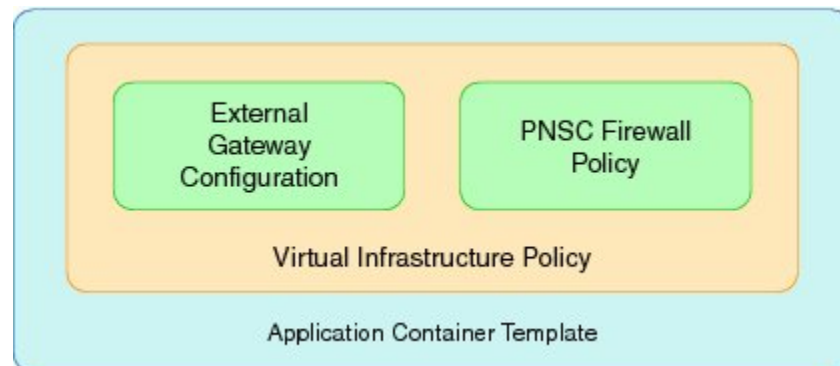 External
Gateway
Configuration
PNSC Firewall
Policy
Virtual Infrastructure Policy
Application Container Template